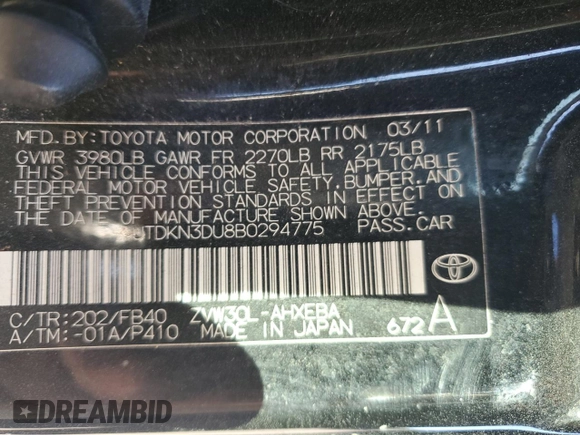 MFD. BY: TOYOTA MOTOR CORPORATION 03/11
GVWR 3980LB GAWR FR 2270LB RR 2175LB
THIS VEHICLE CONFORMS TO ALL APPLICABLE
FEDERAL MOTOR VEHICLE SAFETY, BUMPER, AND
THEFT PREVENTION STANDARDS IN EFFECT ON
THE DATE OF MANUFACTURE SHOWN ABOVE.
JTDKN3DU8B0294775 PASS. CAR
TOYOTA
C/TR: 202/FB40 ZVW30L-AHXEBA
A/TM: -01A/P410 MADE IN JAPAN 672A
DREAMBID